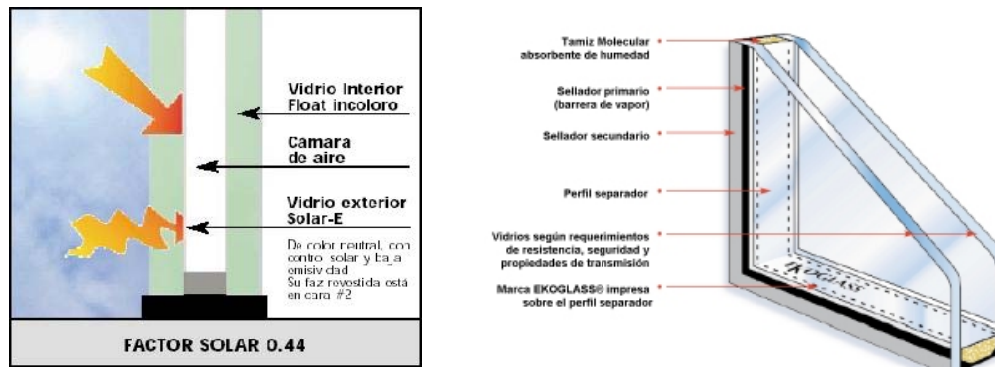 Vidrio Interior
Float incoloro
Cámara
de aire
Vidrio exterior
Solar-E
De color neutral, con
control solar y baja
emisividad
Su faz revestida está
en cara #2
FACTOR SOLAR 0.44
Tamiz Molecular
absorbente de humedad
Sellador primario
(barrera de vapor)
Sellador secundario
Perfil separador
Vidrios según requerimientos
de resistencia, seguridad y
propiedades de transmisión
Marca EKOGLASS® impresa
sobre el perfil separador
EKOGLASS